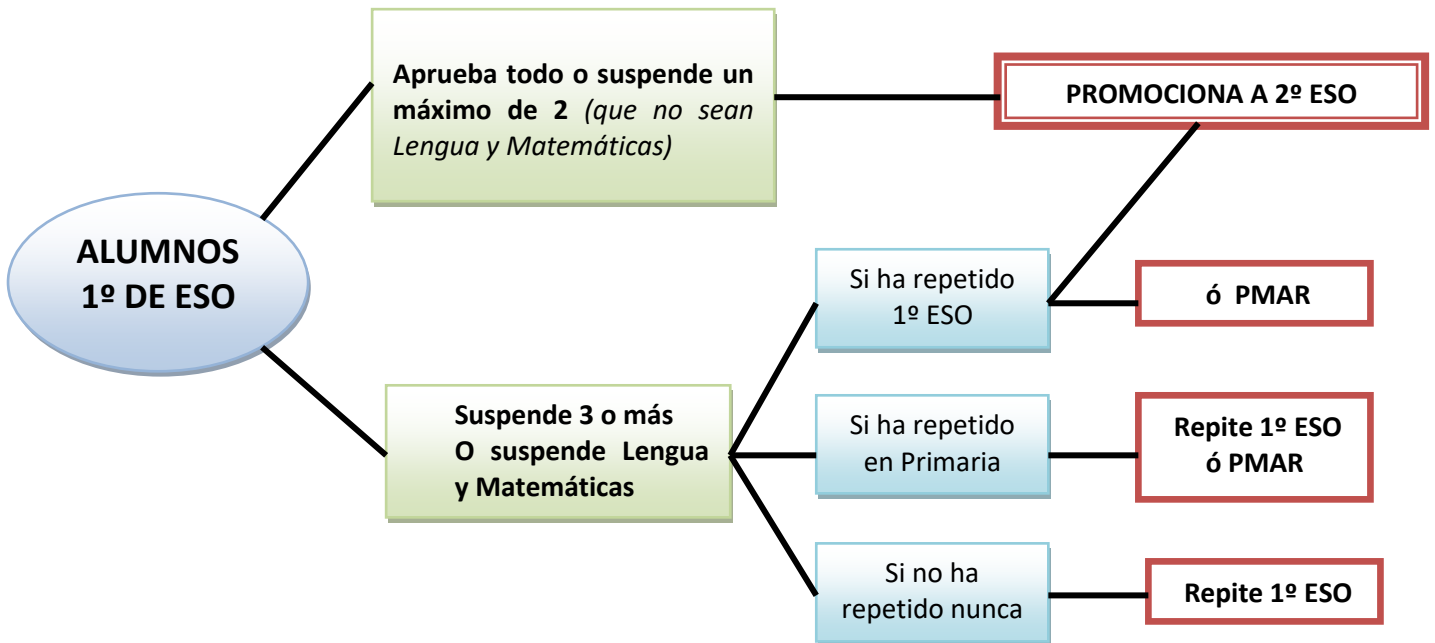 Aprueba todo o suspende un
máximo de 2 (que no sean
Lengua y Matemáticas)
PROMOCIONA A 2º ESO
ALUMNOS
1º DE ESO
Si ha repetido
1º ESO
ó PMAR
Suspende 3 o más
O suspende Lengua
y Matemáticas
Si ha repetido
en Primaria
Repite 1º ESO
ó PMAR
Si no ha
repetido nunca
Repite 1º ESO